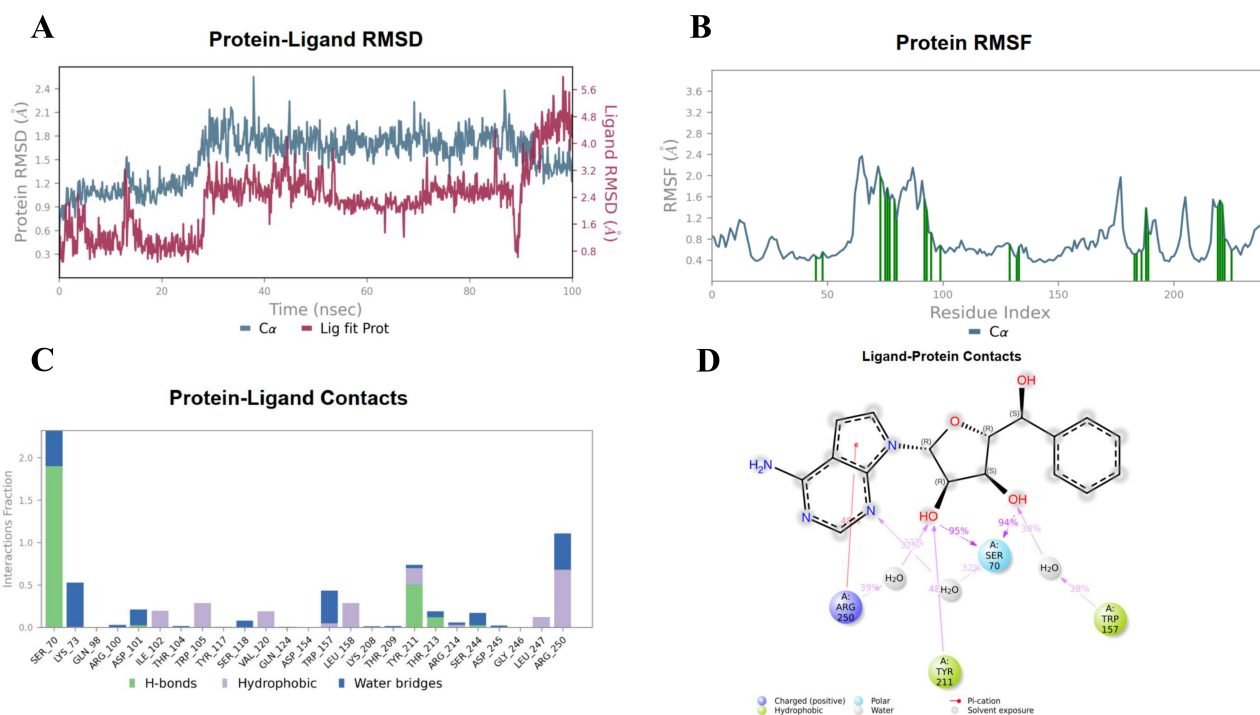 A
Protein-Ligand RMSD
Protein RMSD (Å)
2.4
2.1
1.8
1.5
1.2
0.9
0.6
0.3
5.6
4.8
4.0
3.2
2.4
1.6
0.8
Ligand RMSD (Å)
0 20 40 60 80 100
Time (nsec)
Cα Lig fit Prot
B
Protein RMSF
RMSF (Å)
3.6
3.2
2.8
2.4
2.0
1.6
1.2
0.8
0.4
0 50 100 150 200
Residue Index
Cα
C
Protein-Ligand Contacts
Interactions Fraction
2.0
1.5
1.0
0.5
0.0
SER_70 LYS_73 GLN_98 ARG_100 ASP_101 ILE_102 THR_104 TRP_105 TYR_117 SER_118 VAL_120 GLN_124 ASP_154 TRP_157 LEU_158 LYS_208 THR_209 TYR_211 THR_213 ARG_214 SER_244 ASP_245 GLY_246 LEU_247 ARG_250
H-bonds Hydrophobic Water bridges
D
Ligand-Protein Contacts
OH
(S)
O
(R)
H₂N
N
(R)
(S)
(R)
N
N
HO
OH
95%
94%
38%
32%
A:
SER
70
H₂O
39%
H₂O
32%
H₂O
38%
A:
ARG
250
A:
TRP
157
A:
TYR
211
Charged (positive) Polar Pi-cation
Hydrophobic Water Solvent exposure